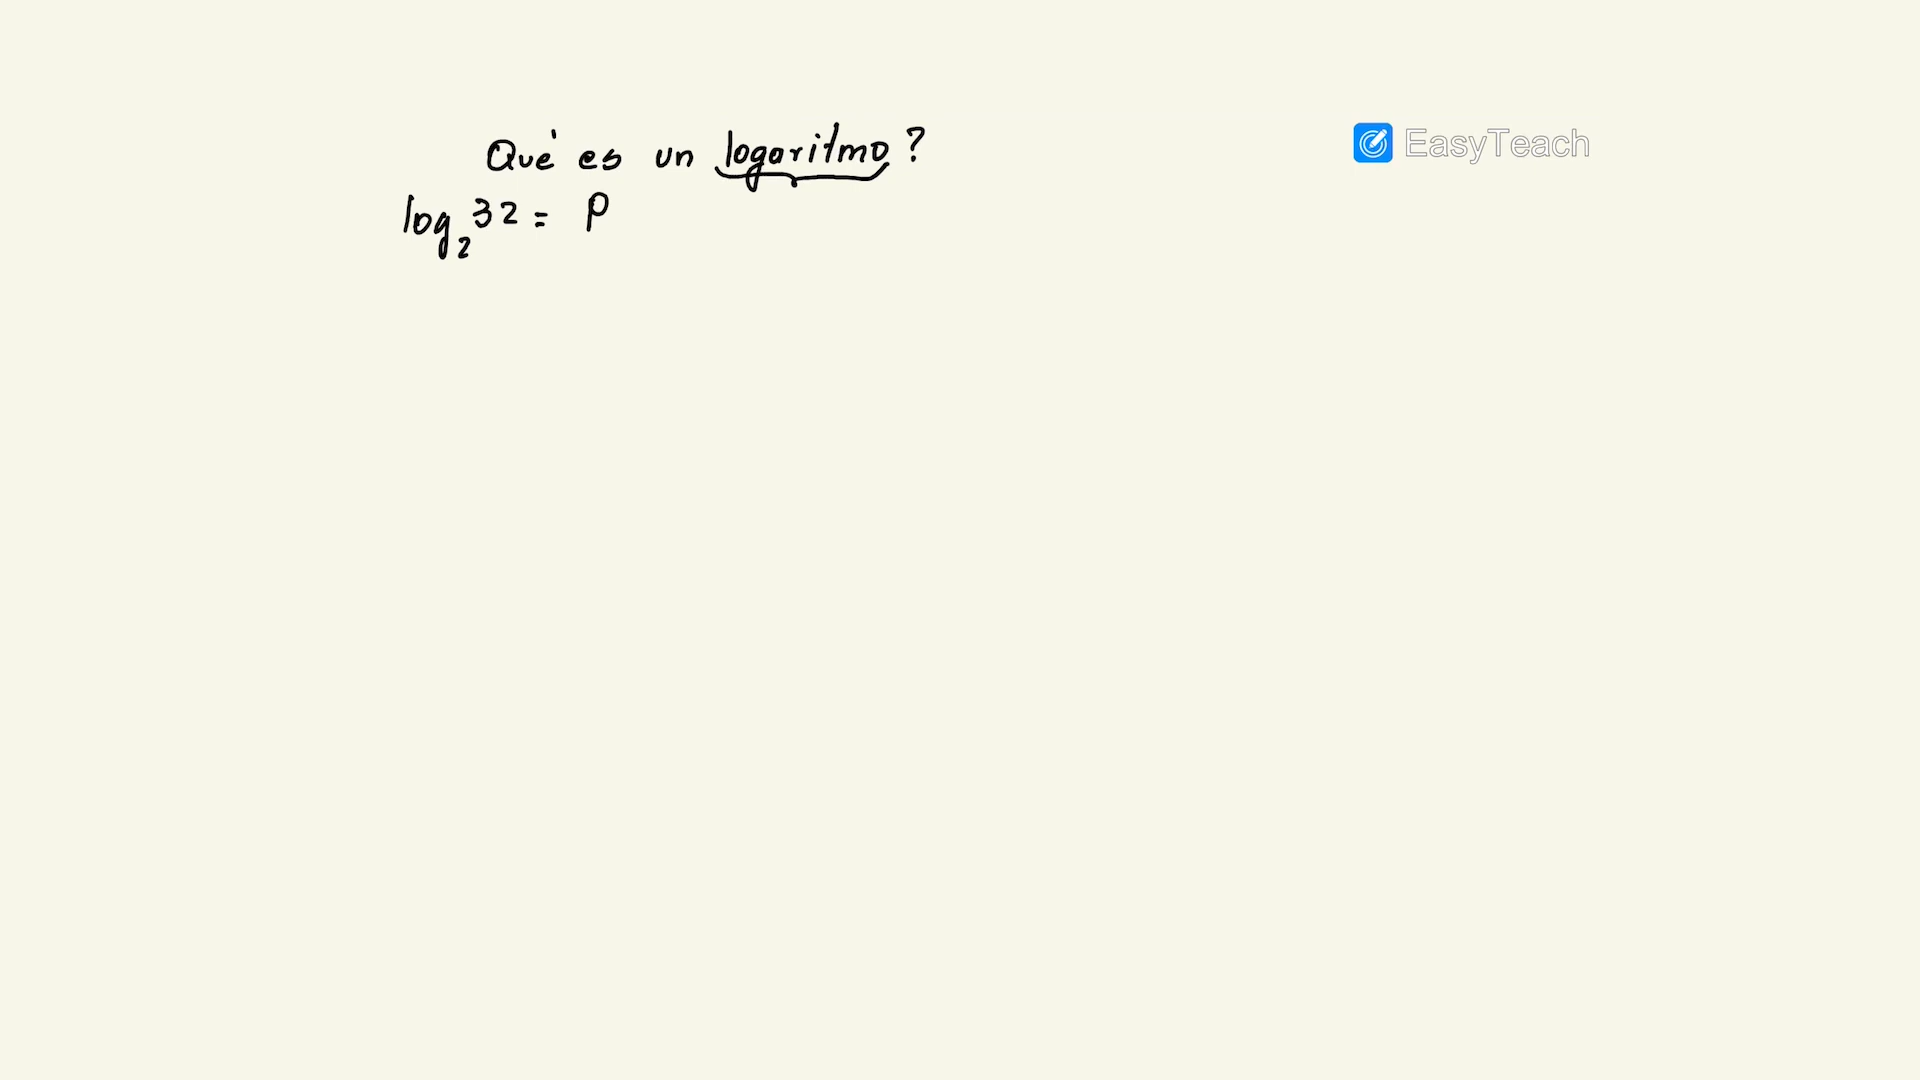 Qué es un logaritmo?
EasyTeach
log₂32 = P